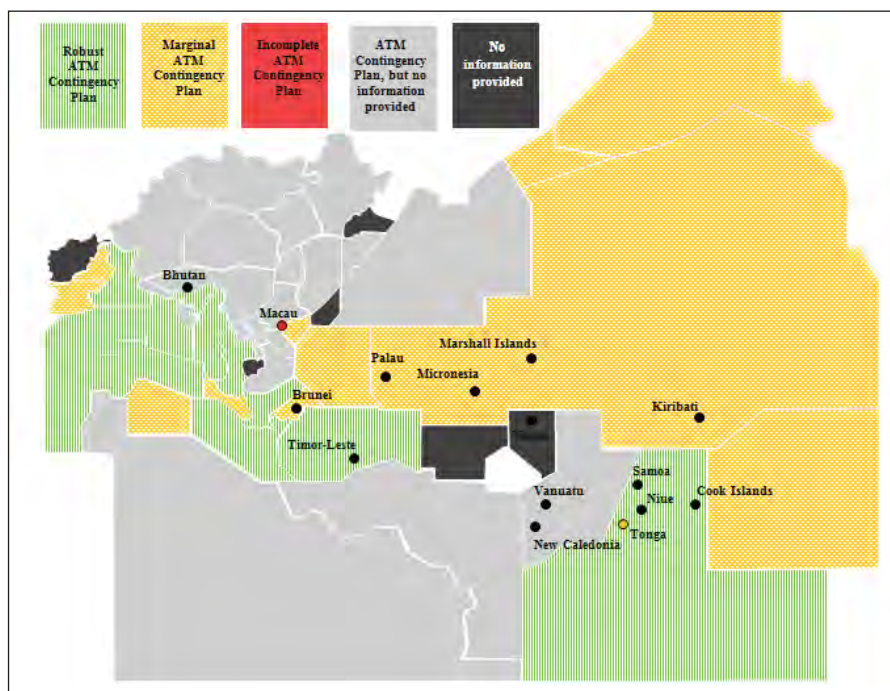 Robust
ATM
Contingency
Plan
Marginal
ATM
Contingency
Plan
Incomplete
ATM
Contingency
Plan
ATM
Contingency
Plan, but no
information
provided
No
information
provided
Bhutan
Macau
Marshall Islands
Palau
Micronesia
Brunei
Kiribati
Timor-Leste
Samoa
Vanuatu
Niue
Cook Islands
New Caledonia
Tonga